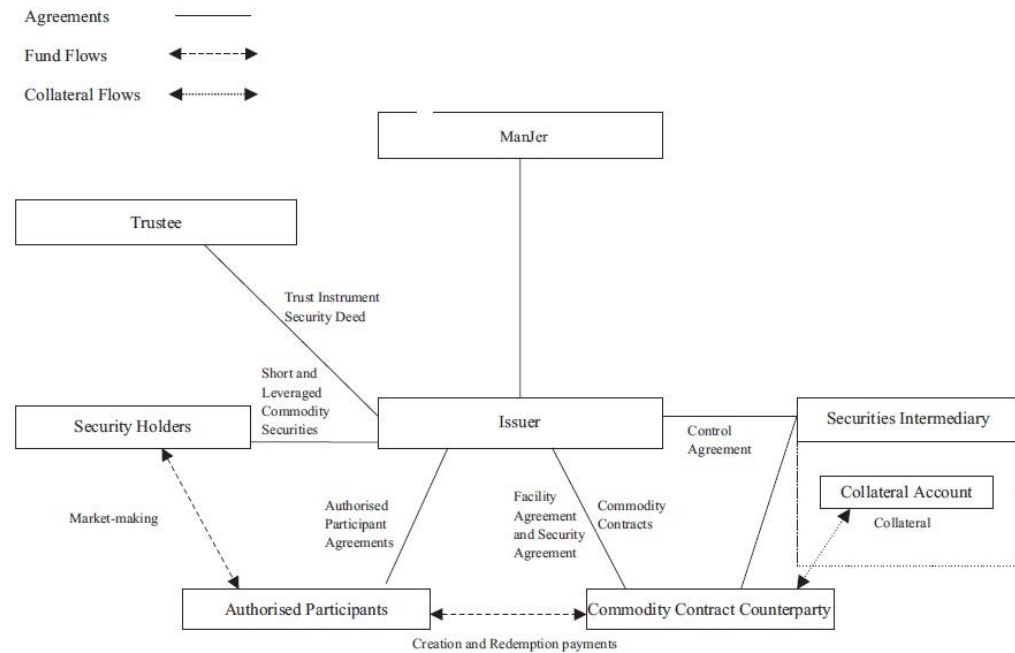 Agreements
Fund Flows
Collateral Flows
ManJer
Trustee
Trust Instrument
Security Deed
Short and
Leveraged
Commodity
Securities
Security Holders
Issuer
Securities Intermediary
Control
Agreement
Collateral Account
Collateral
Market-making
Authorised
Participant
Agreements
Facility
Agreement
and Security
Agreement
Commodity
Contracts
Authorised Participants
Commodity Contract Counterparty
Creation and Redemption payments